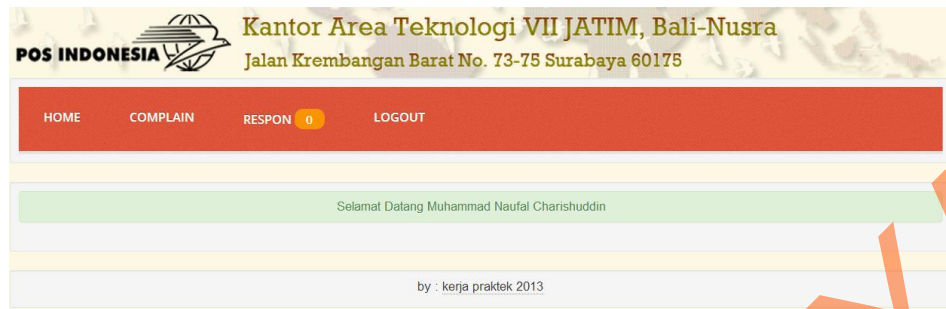 Kantor Area Teknologi VII JATIM, Bali-Nusra
POS INDONESIA
Jalan Krembangan Barat No. 73-75 Surabaya 60175
HOME COMPLAIN RESPON 0 LOGOUT
Selamat Datang Muhammad Naufal Charishuddin
by : kerja praktek 2013